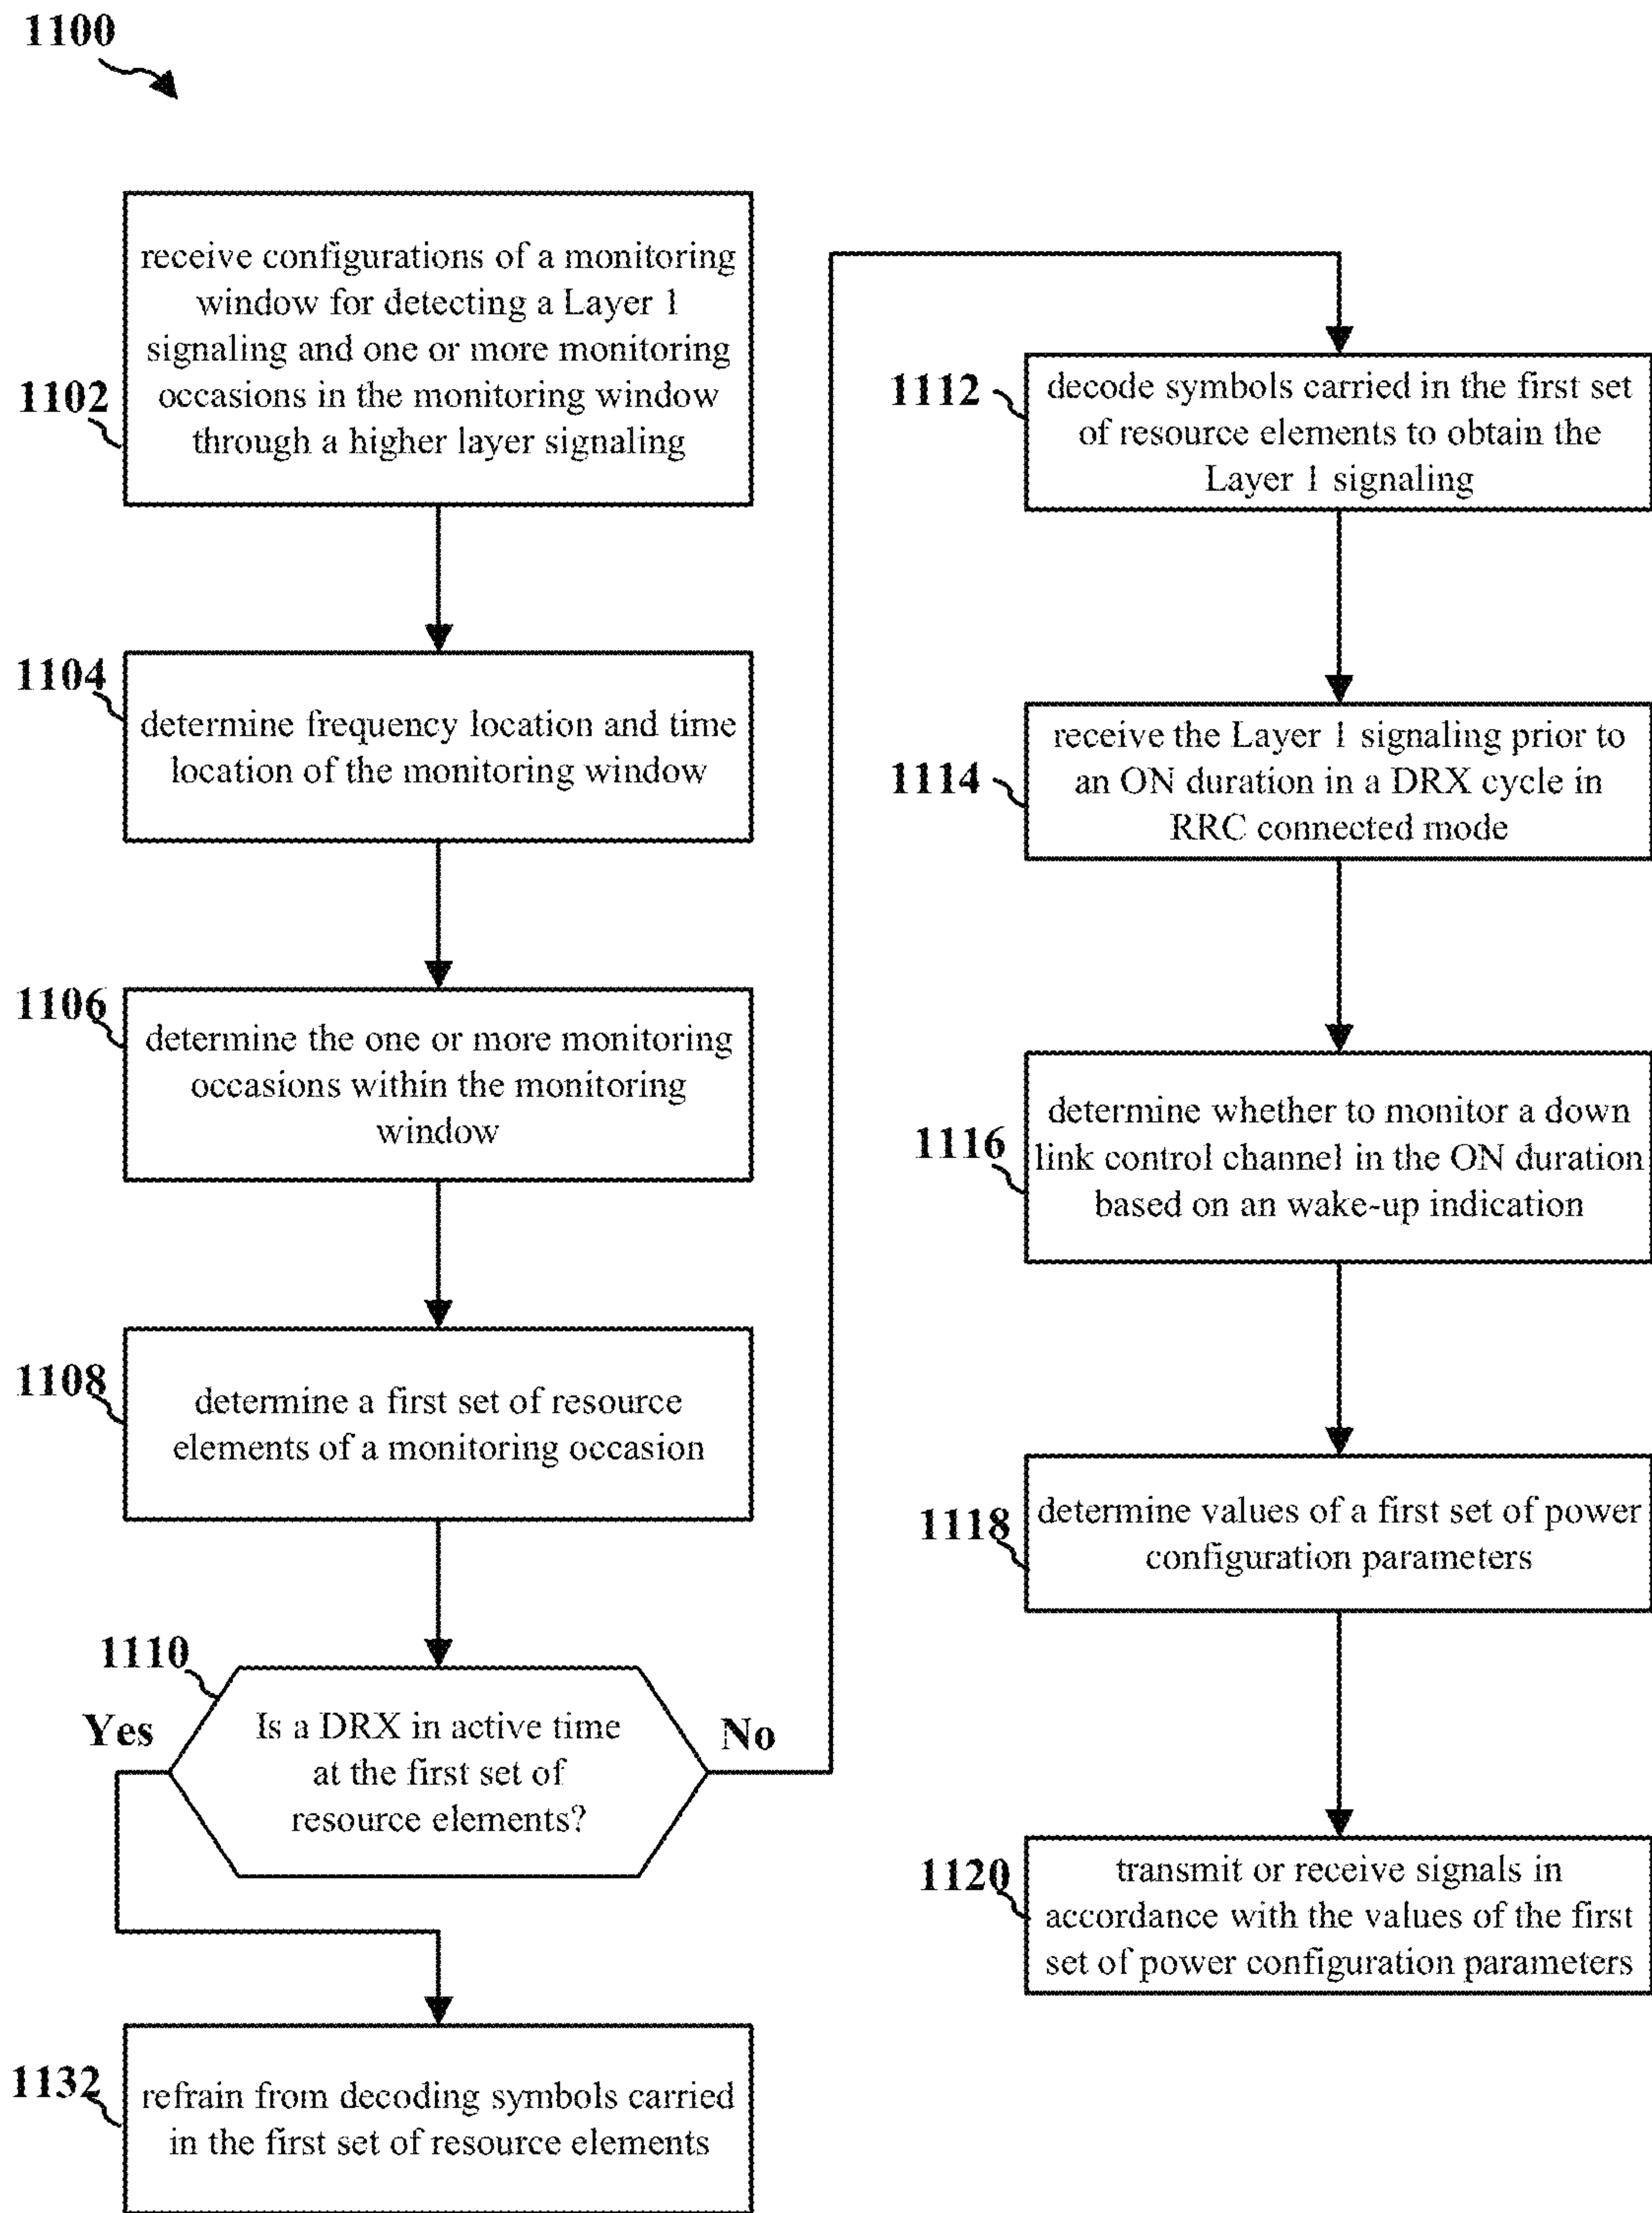 1100
1102
receive configurations of a monitoring
window for detecting a Layer 1
signaling and one or more monitoring
occasions in the monitoring window
through a higher layer signaling
1104
determine frequency location and time
location of the monitoring window
1106
determine the one or more monitoring
occasions within the monitoring
window
1108
determine a first set of resource
elements of a monitoring occasion
1110
Is a DRX in active time
at the first set of
resource elements?
Yes
No
1132
refrain from decoding symbols carried
in the first set of resource elements
1112
decode symbols carried in the first set
of resource elements to obtain the
Layer 1 signaling
1114
receive the Layer 1 signaling prior to
an ON duration in a DRX cycle in
RRC connected mode
1116
determine whether to monitor a down
link control channel in the ON duration
based on an wake-up indication
1118
determine values of a first set of power
configuration parameters
1120
transmit or receive signals in
accordance with the values of the first
set of power configuration parameters